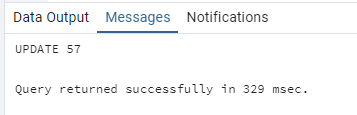 Data Output Messages Notifications
UPDATE 57
Query returned successfully in 329 msec.